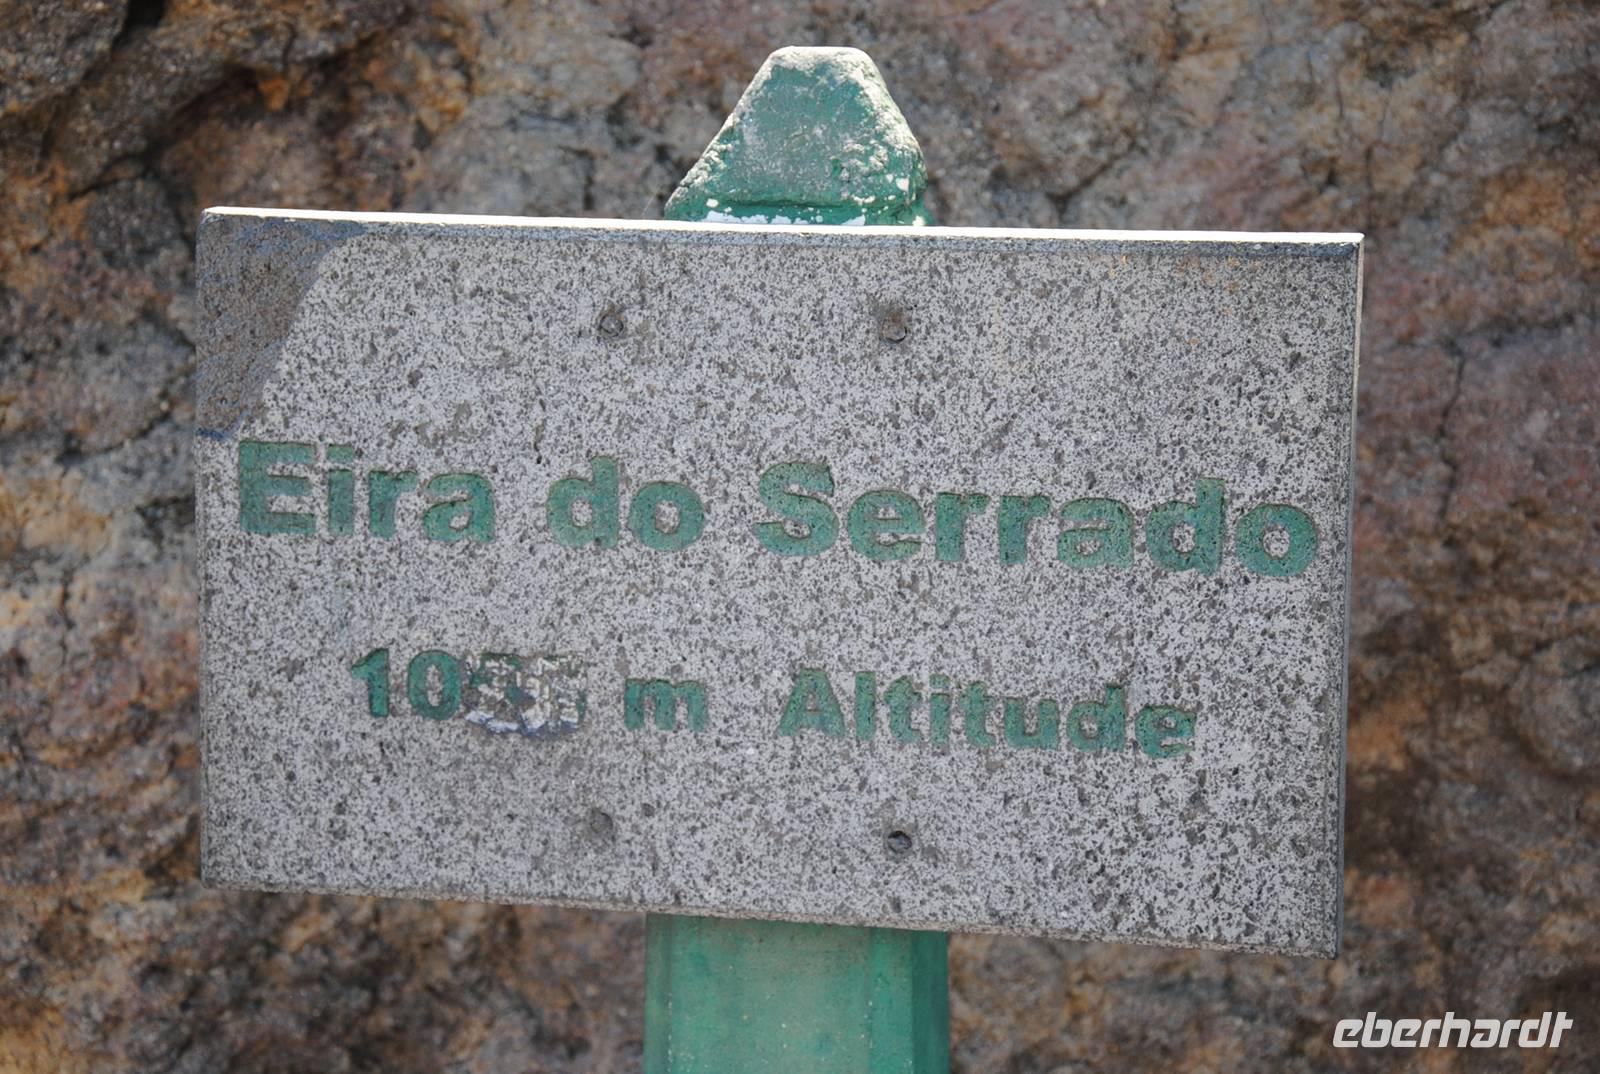 Eira do Serrado
m Altitude
eberhardt